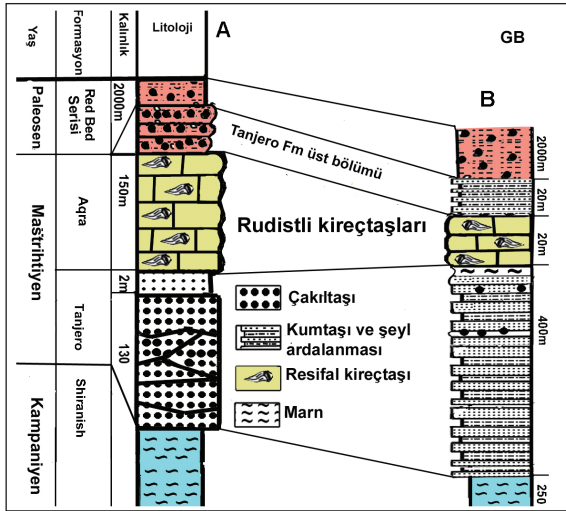 Yaş
Formasyon
Kalınlık
Litoloji
A
GB
B
Paleosen
Red Bed
Serisi
2000m
Maştrihtiyen
Aqra
150m
2m
Tanjero
130
Kampaniyen
Shiranish
Tanjero Fm üst bölümü
Rudistli kireçtaşları
Çakıltaşı
Kumtaşı ve şeyl
ardalanması
Resifal kireçtaşı
Marn
2000m
20m
20m
400m
250